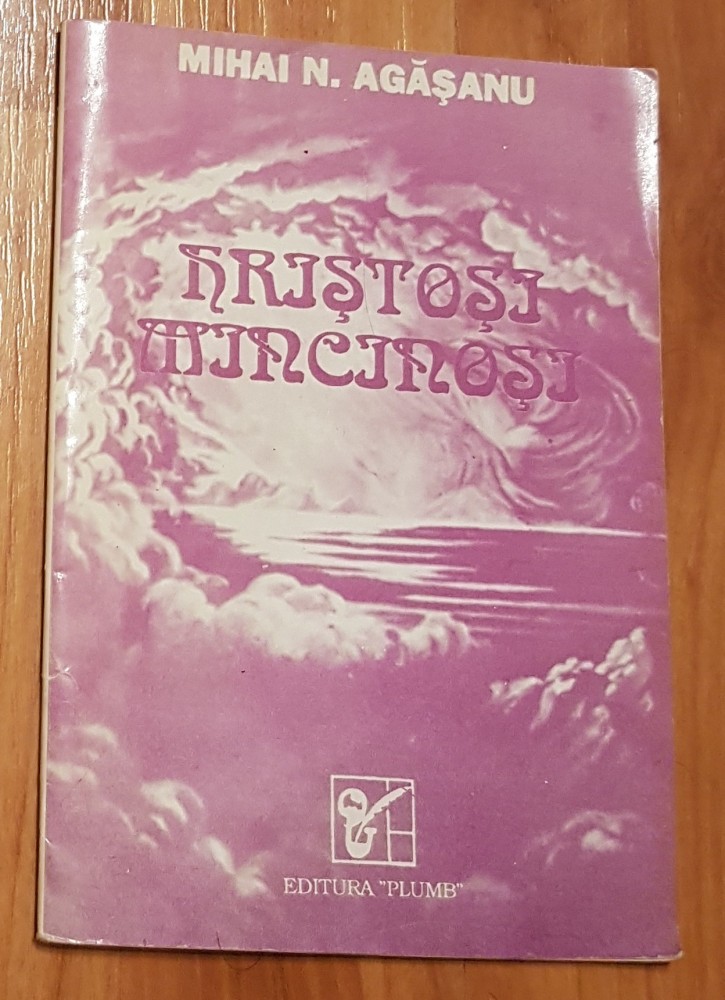 MIHAI N. AGĂŞANU
HRIŞTOŞI
MINCINOŞI
EDITURA "PLUMB"